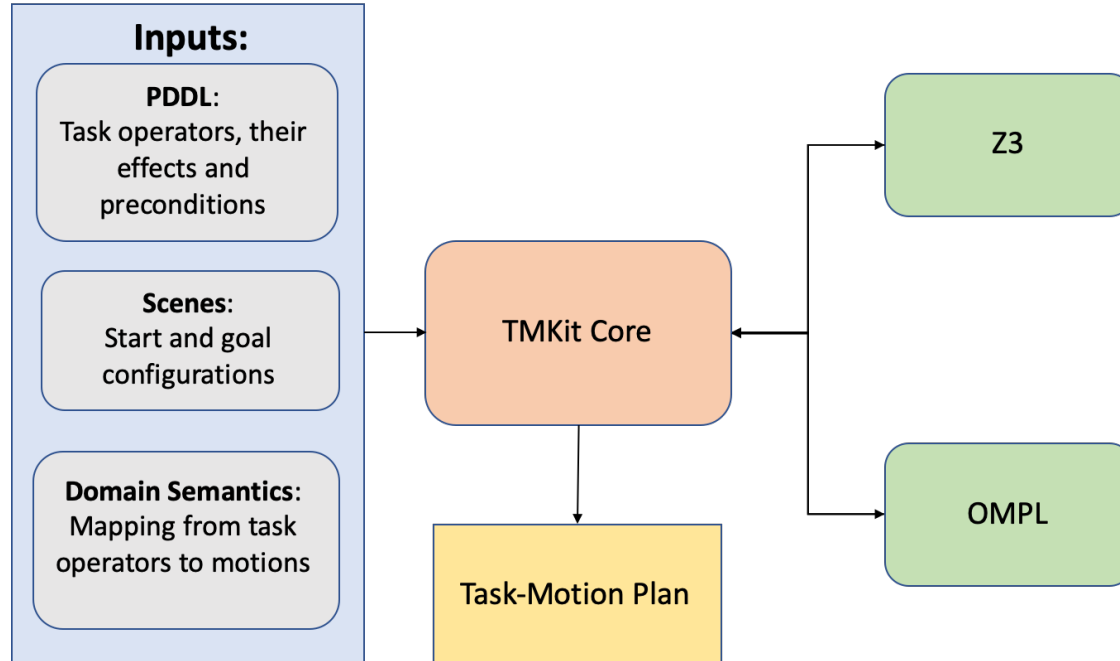 Inputs:
PDDL:
Task operators, their
effects and
preconditions
Scenes:
Start and goal
configurations
Domain Semantics:
Mapping from task
operators to motions
TMKit Core
Task-Motion Plan
Z3
OMPL